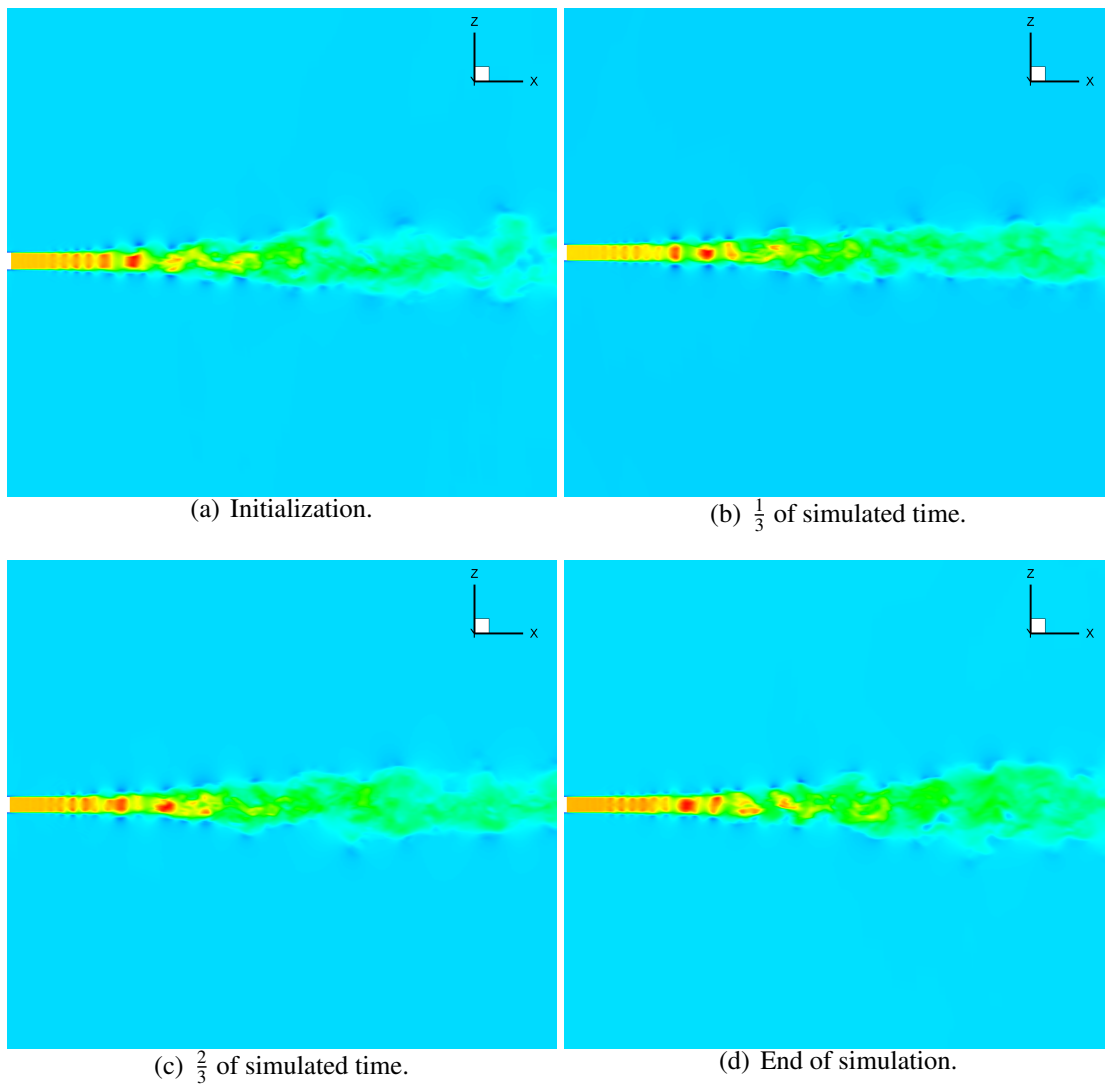 Z
Z
Y X
Y X
(a) Initialization.
(b) 1/3 of simulated time.
Z
Z
Y X
Y X
(c) 2/3 of simulated time.
(d) End of simulation.